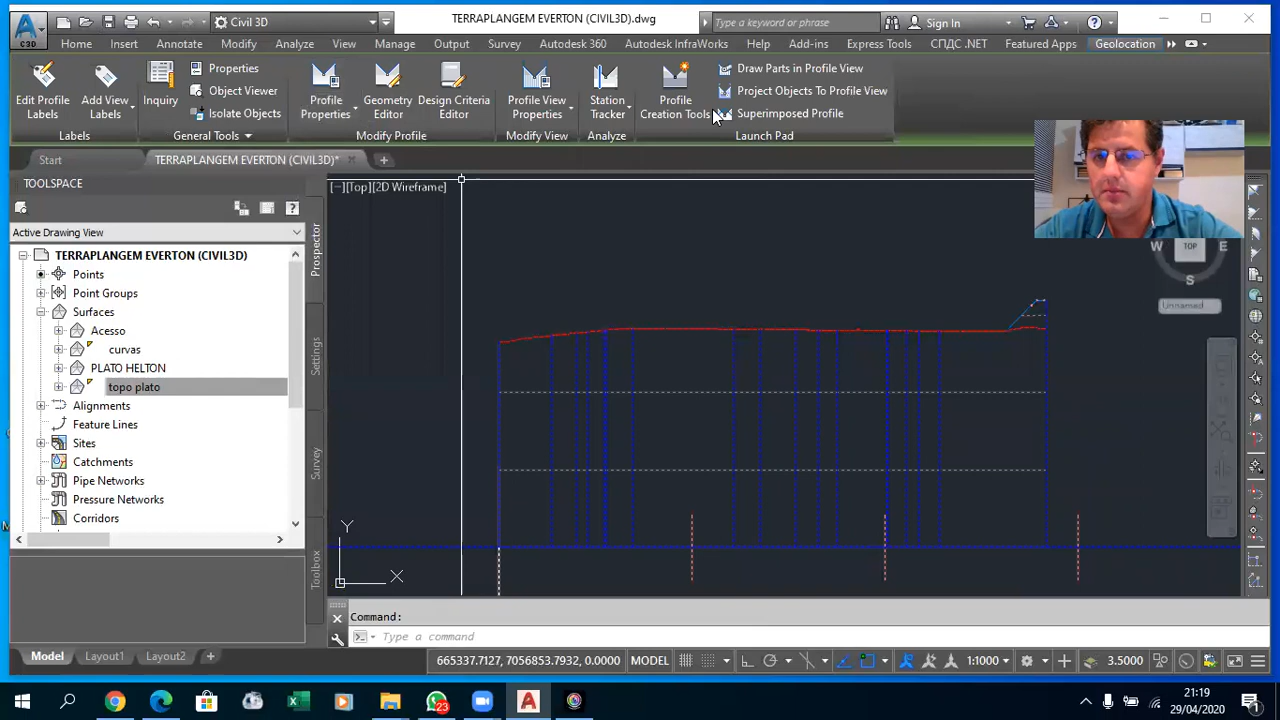 Civil 3D
TERRAPLANGEM EVERTON (CIVIL3D).dwg
Type a keyword or phrase
Sign In
C3D
Home Insert Annotate Modify Analyze View Manage Output Survey Autodesk 360 Autodesk InfraWorks Help Add-ins Express Tools СПДС .NET Featured Apps Geolocation
Edit Profile Labels
Add View Labels
Labels
Inquiry
Properties
Object Viewer
Isolate Objects
General Tools
Profile Properties
Geometry Editor
Design Criteria Editor
Modify Profile
Profile View Properties
Modify View
Station Tracker
Analyze
Profile Creation Tools
Draw Parts in Profile View
Project Objects To Profile View
Superimposed Profile
Launch Pad
Start
TERRAPLANGEM EVERTON (CIVIL3D)*
TOOLSPACE
Active Drawing View
TERRAPLANGEM EVERTON (CIVIL3D)
Points
Point Groups
Surfaces
Acesso
curvas
PLATO HELTON
topo plato
Alignments
Feature Lines
Sites
Catchments
Pipe Networks
Pressure Networks
Corridors
Prospector
Settings
Survey
Toolbox
[−][Top][2D Wireframe]
W TOP E
S
Unnamed...
Y
X
Command:
Type a command
Model Layout1 Layout2
665337.7127, 7056853.7932, 0.0000 MODEL 1:1000 3.5000
23
21:19
29/04/2020
1